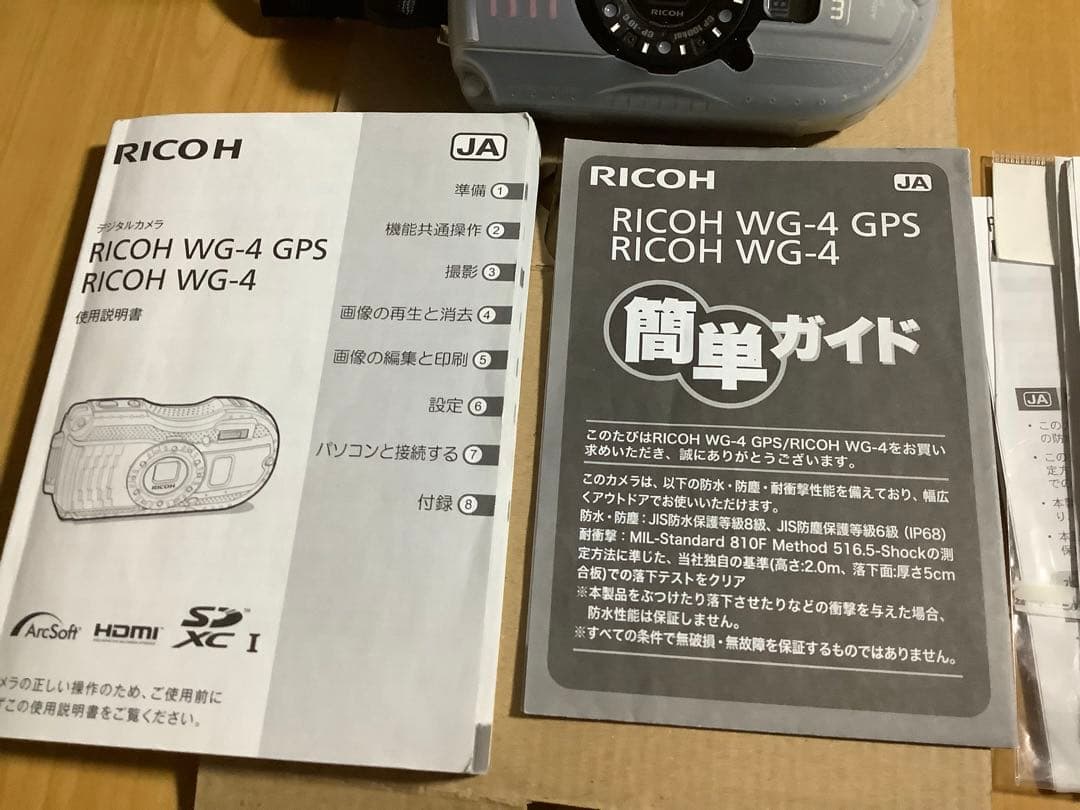 RICOH
RICOH
JA
準備 1
機能共通操作 2
撮影 3
画像の再生と消去 4
画像の編集と印刷 5
設定 6
パソコンと接続する 7
付録 8
デジタルカメラ
RICOH WG-4 GPS
RICOH WG-4
使用説明書
RICOH
ArcSoft HDMI SD XC I
メラの正しい操作のため、ご使用前に
ずこの使用説明書をご覧ください。
RICOH
JA
RICOH WG-4 GPS
RICOH WG-4
簡単ガイド
このたびはRICOH WG-4 GPS/RICOH WG-4をお買い
求めいただき、誠にありがとうございます。
このカメラは、以下の防水・防塵・耐衝撃性能を備えており、幅広
くアウトドアでお使いいただけます。
防水・防塵：JIS防水保護等級8級、JIS防塵保護等級6級（IP68）
耐衝撃：MIL-Standard 810F Method 516.5-Shockの測
定方法に準じた、当社独自の基準(高さ:2.0m、落下面:厚さ5cm
合板)での落下テストをクリア
※本製品をぶつけたり落下させたりなどの衝撃を与えた場合、
防水性能は保証しません。
※すべての条件で無破損・無故障を保証するものではありません。
JA
・この
の防
・この
定方
での
・本
り
・本
保